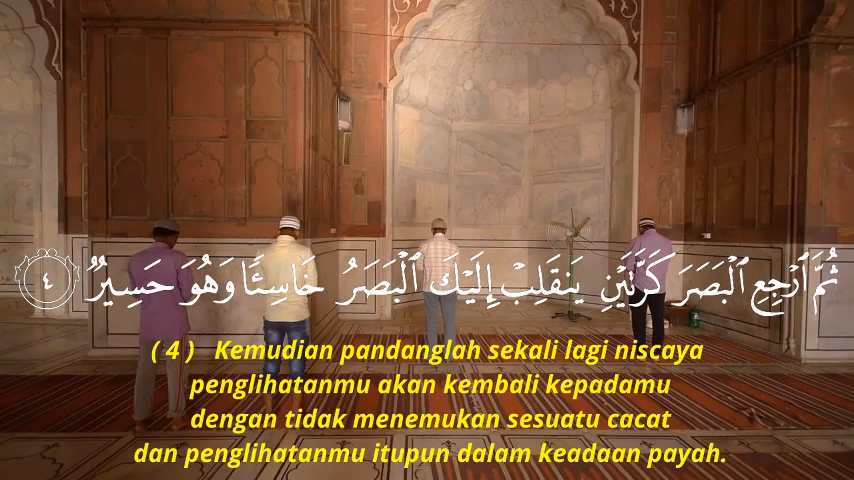 ثُمَّ ٱرْجِعِ ٱلْبَصَرَ كَرَّتَيْنِ يَنقَلِبْ إِلَيْكَ ٱلْبَصَرُ خَاسِئًا وَهُوَ حَسِيرٌ ٤
( 4 ) Kemudian pandanglah sekali lagi niscaya
penglihatanmu akan kembali kepadamu
dengan tidak menemukan sesuatu cacat
dan penglihatanmu itupun dalam keadaan payah.